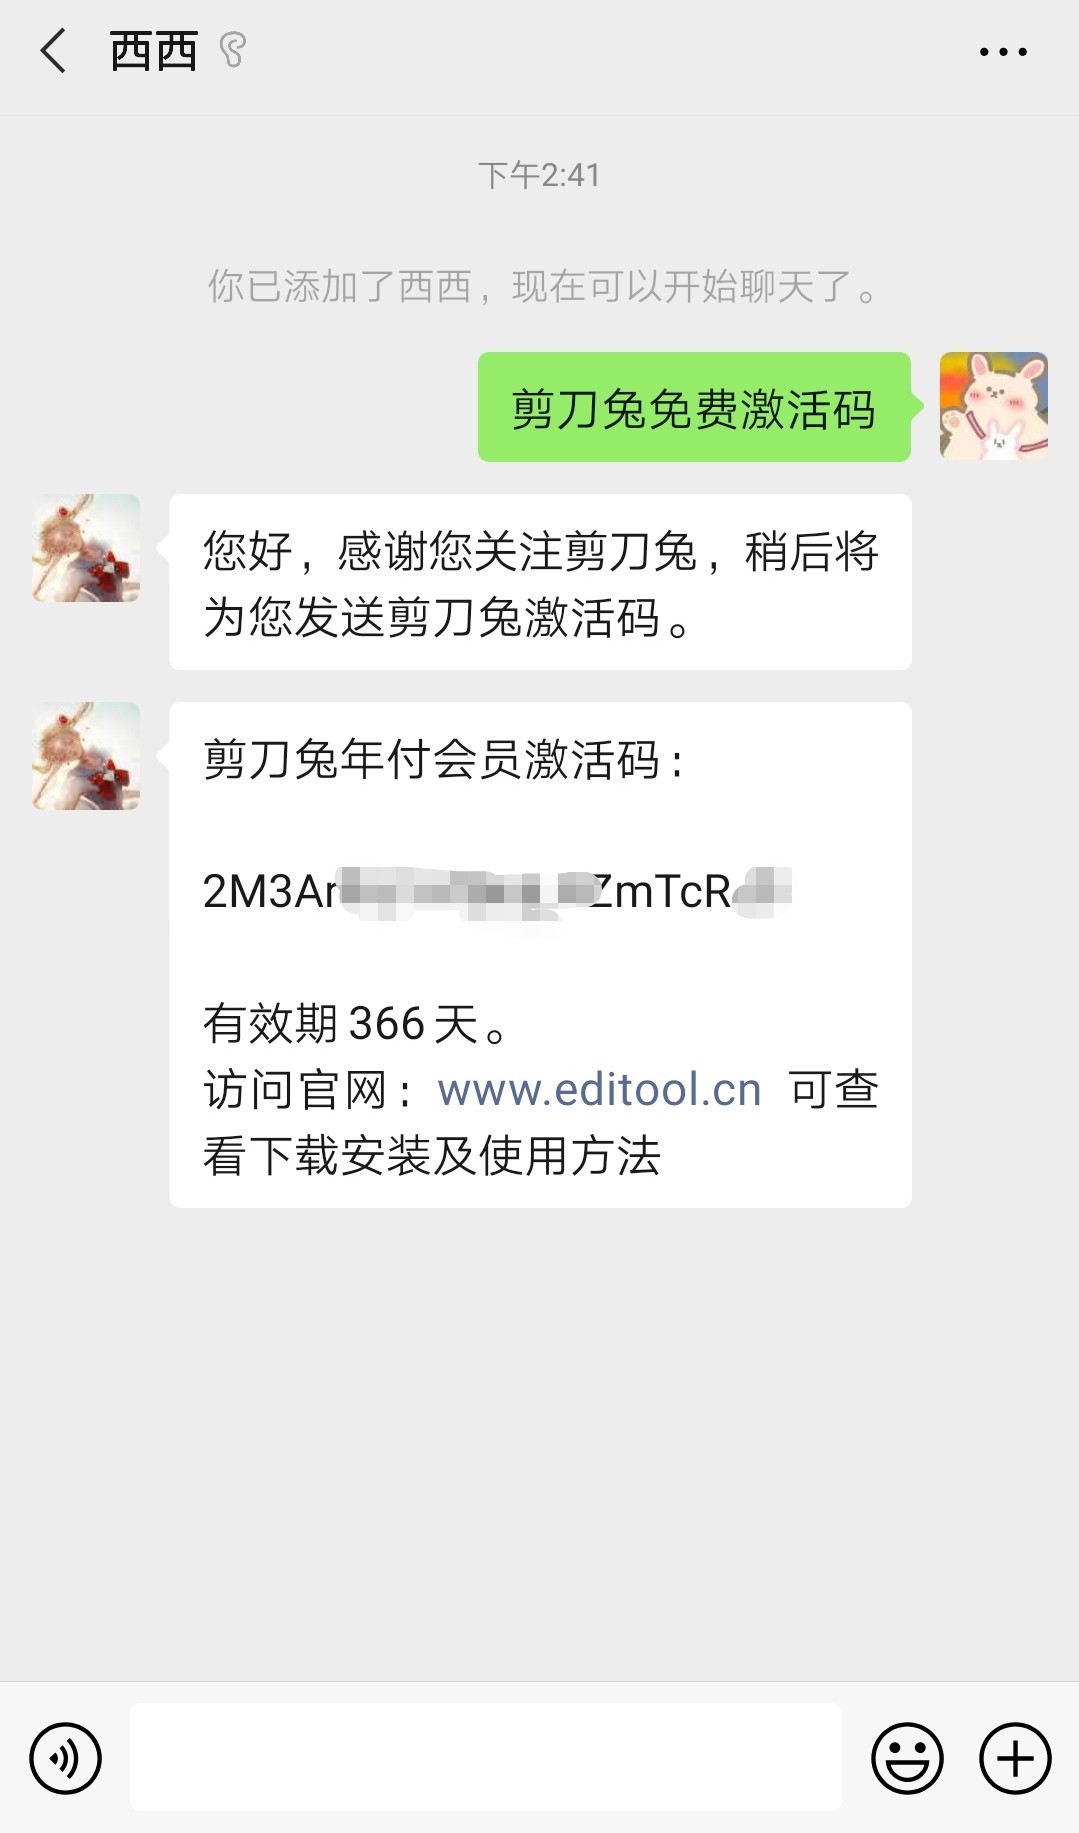 西西
下午2:41
你已添加了西西，现在可以开始聊天了。
剪刀兔免费激活码
您好，感谢您关注剪刀兔，稍后将
为您发送剪刀兔激活码。
剪刀兔年付会员激活码：
2M3Ar ZmTcR
有效期 366 天。
访问官网：www.editool.cn 可查
看下载安装及使用方法